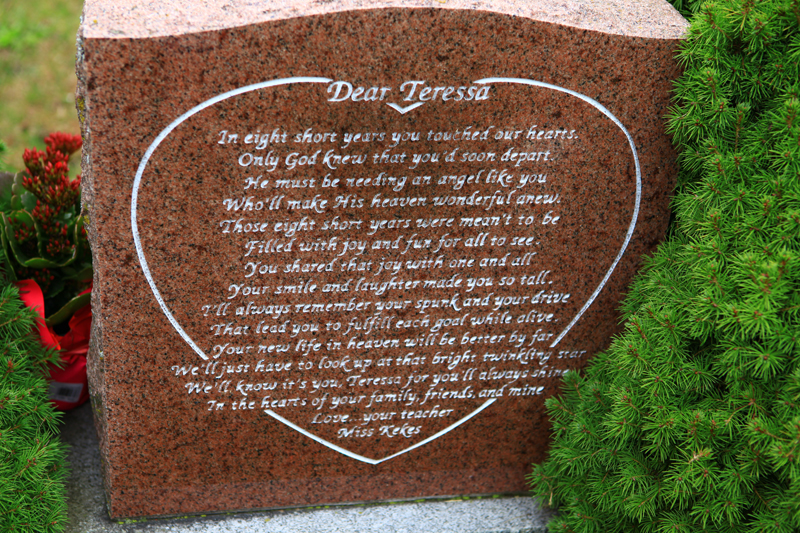 Dear Teressa
In eight short years you touched our hearts.
Only God knew that you'd soon depart.
He must be needing an angel like you
Who'll make His heaven wonderful anew.
Those eight short years were mean't to be
Filled with joy and fun for all to see.
You shared that joy with one and all
Your smile and laughter made you so tall.
I'll always remember your spunk and your drive
That lead you to fulfill each goal while alive.
Your new life in heaven will be better by far
We'll just have to look up at that bright twinkling star
We'll know it's you, Teressa for you'll always shine
In the hearts of your family, friends, and mine
Love...your teacher
Miss Kekes